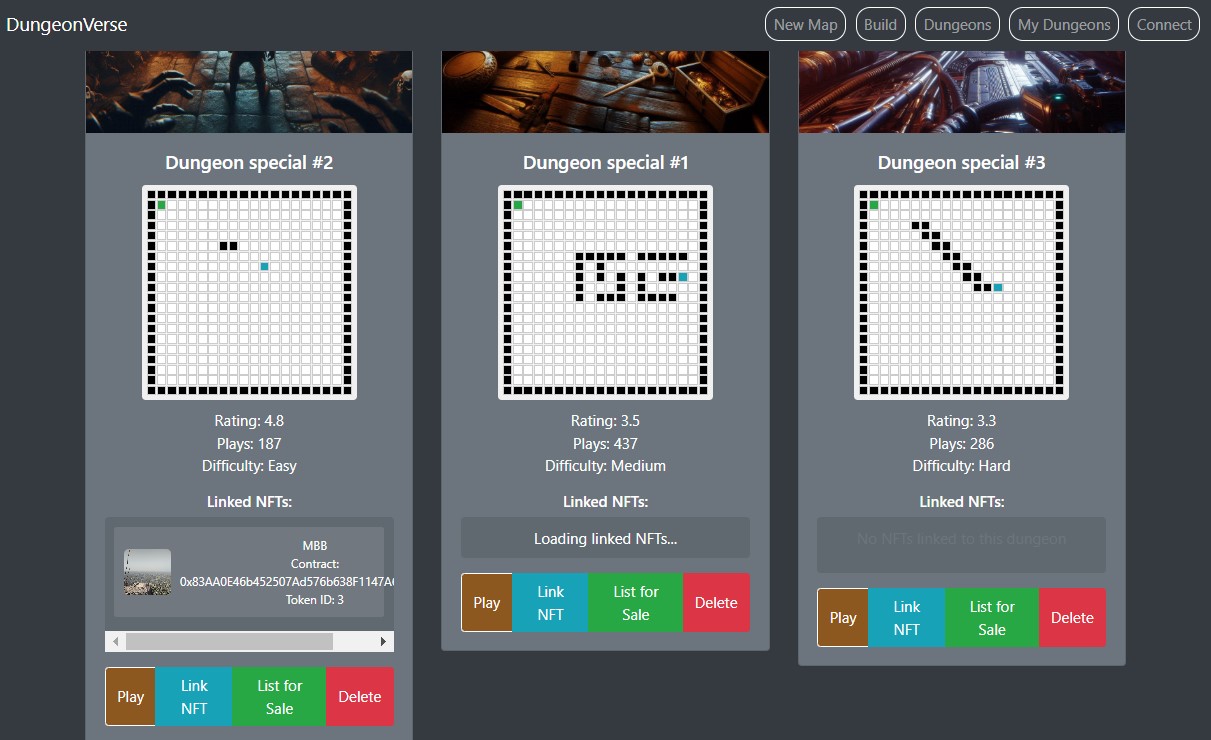 DungeonVerse
New Map
Build
Dungeons
My Dungeons
Connect
Dungeon special #2
Rating: 4.8
Plays: 187
Difficulty: Easy
Linked NFTs:
MBB
Contract:
0x83AA0E46b452507Ad576b638F1147A
Token ID: 3
Play
Link
NFT
List for
Sale
Delete
Dungeon special #1
Rating: 3.5
Plays: 437
Difficulty: Medium
Linked NFTs:
Loading linked NFTs...
Play
Link
NFT
List for
Sale
Delete
Dungeon special #3
Rating: 3.3
Plays: 286
Difficulty: Hard
Linked NFTs:
No NFTs linked to this dungeon
Play
Link
NFT
List for
Sale
Delete